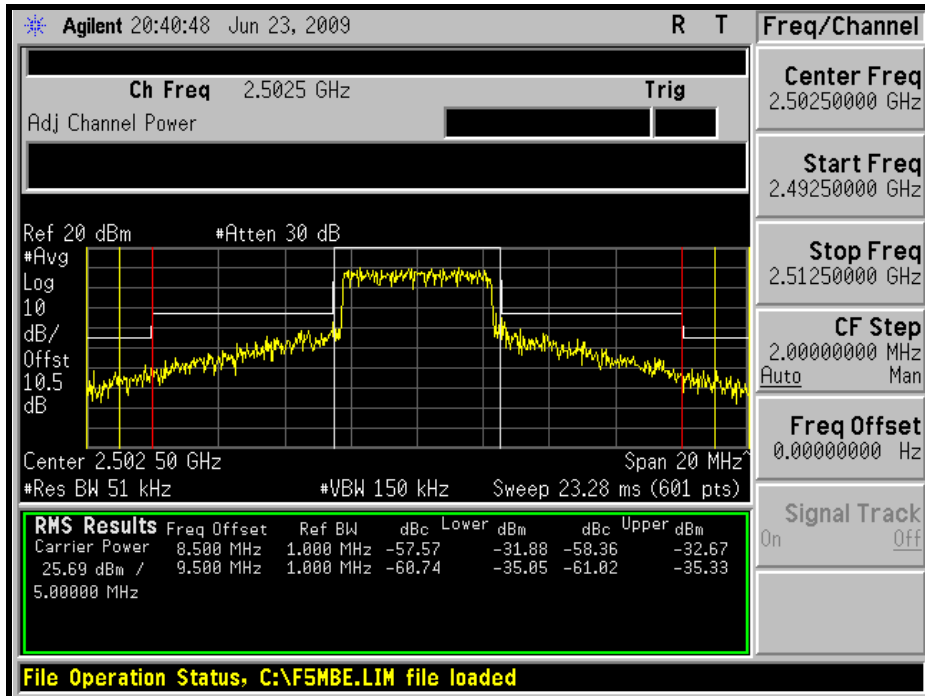 Agilent 20:40:48 Jun 23, 2009 R T
Freq/Channel
Ch Freq 2.5025 GHz Trig
Adj Channel Power
Center Freq
2.50250000 GHz
Start Freq
2.49250000 GHz
Stop Freq
2.51250000 GHz
CF Step
2.00000000 MHz
Auto Man
Freq Offset
0.00000000 Hz
Signal Track
On Off
Ref 20 dBm #Atten 30 dB
#Avg
Log
10
dB/
Offst
10.5
dB
Center 2.502 50 GHz Span 20 MHz^
#Res BW 51 kHz #VBW 150 kHz Sweep 23.28 ms (601 pts)
RMS Results Freq Offset Ref BW dBc Lower dBm dBc Upper dBm
Carrier Power 8.500 MHz 1.000 MHz -57.57 -31.88 -58.36 -32.67
25.69 dBm / 9.500 MHz 1.000 MHz -60.74 -35.05 -61.02 -35.33
5.00000 MHz
File Operation Status, C:\F5MBE.LIM file loaded